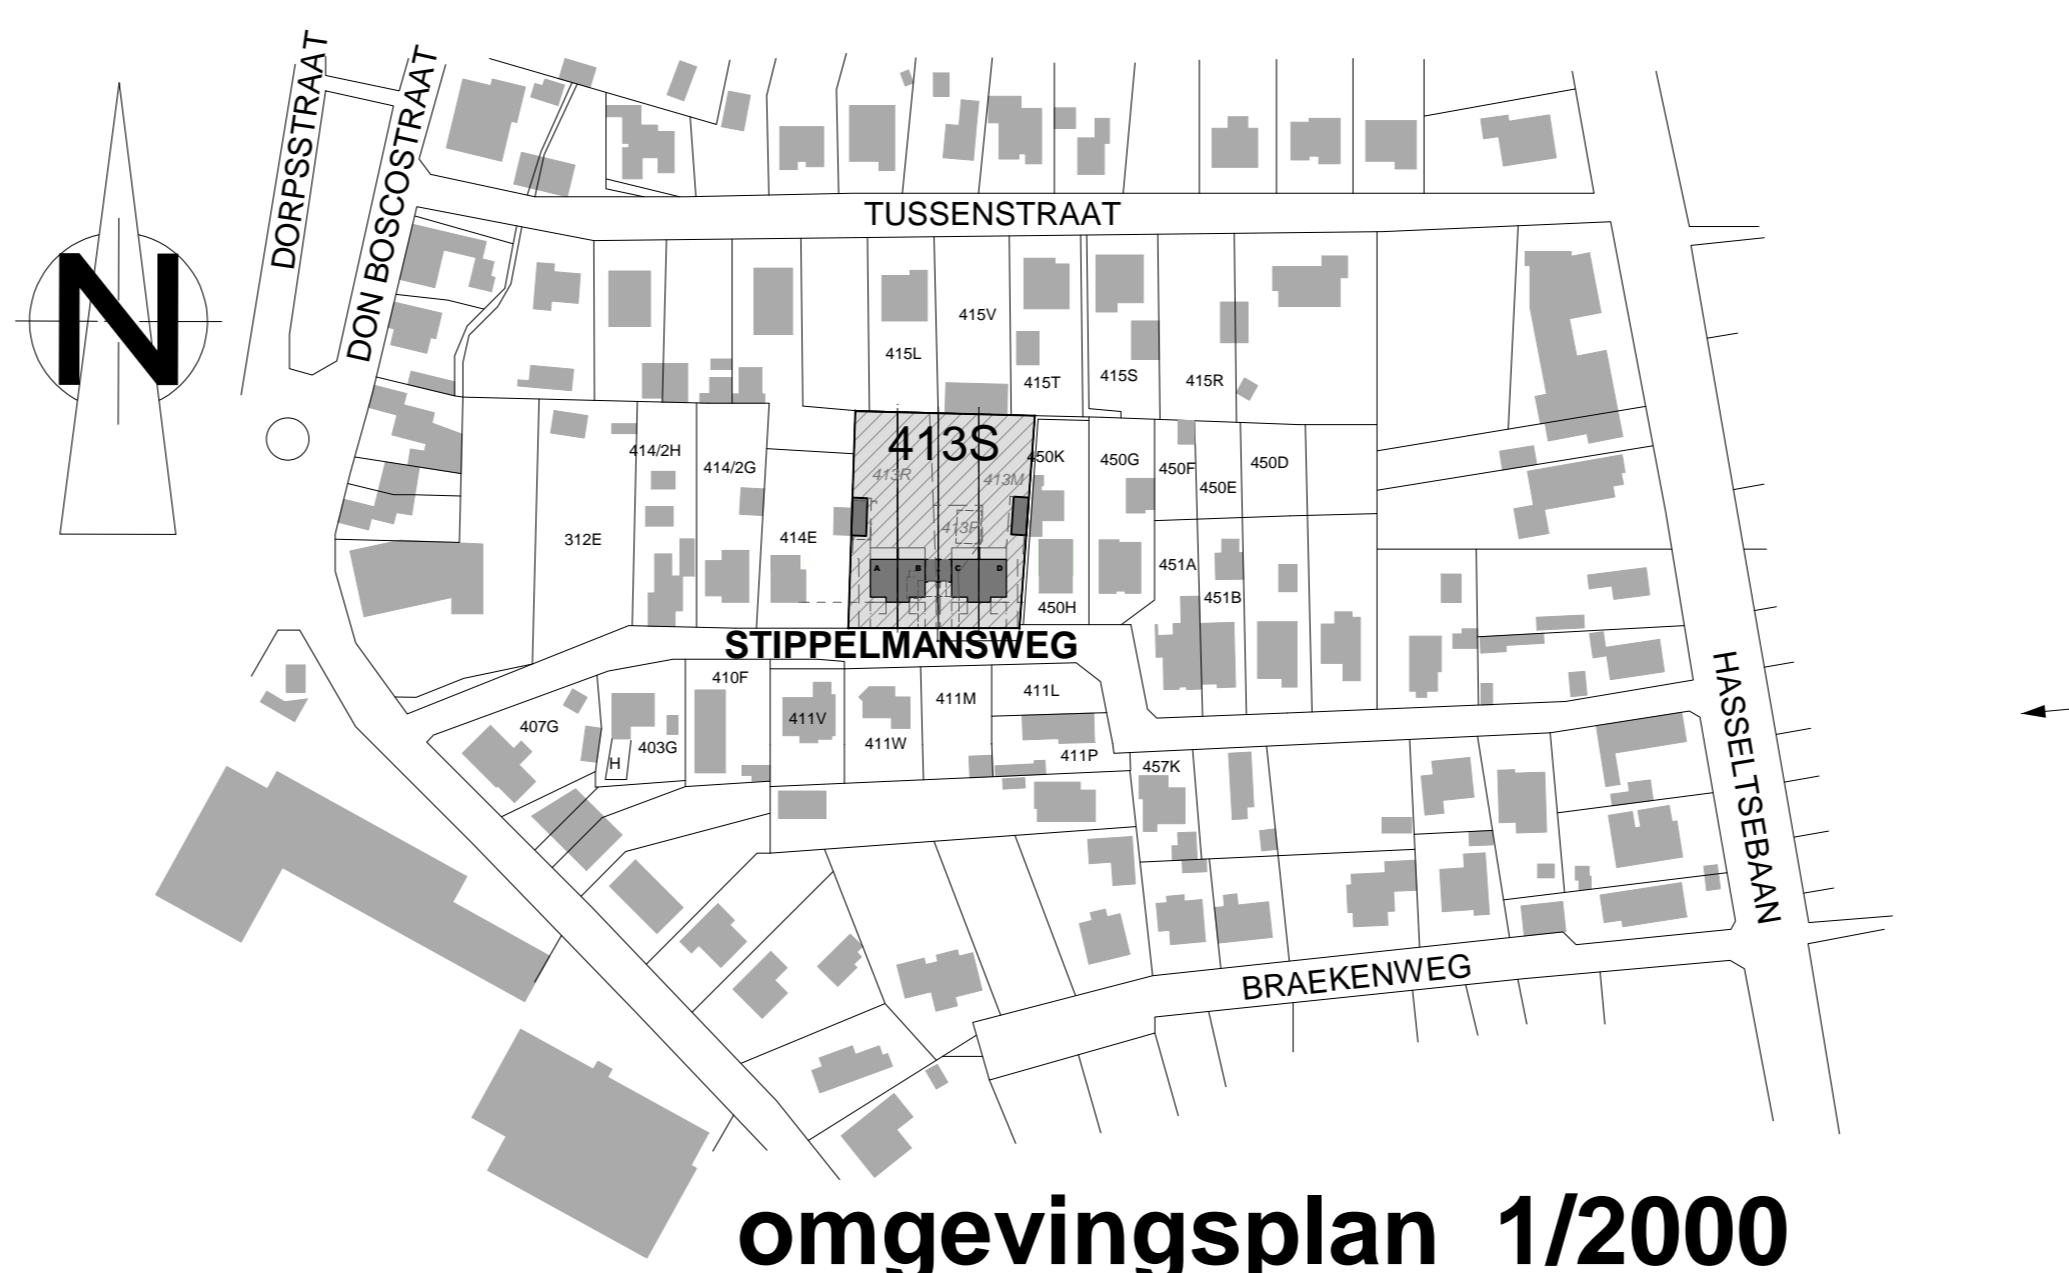 DORPSSTRAAT
DON BOSCOSTRAAT
N
TUSSENSTRAAT
415V
415L
415T
415S
415R
413S
413R
413M
413P
414/2H
414/2G
450K
450G
450F
450E
450D
312E
414E
A
B
C
D
450H
451A
451B
STIPPELMANSWEG
410F
411L
411M
411V
411W
411P
407G
403G
H
457K
HASSELTSEBAAN
BRAEKENWEG
omgevingsplan 1/2000